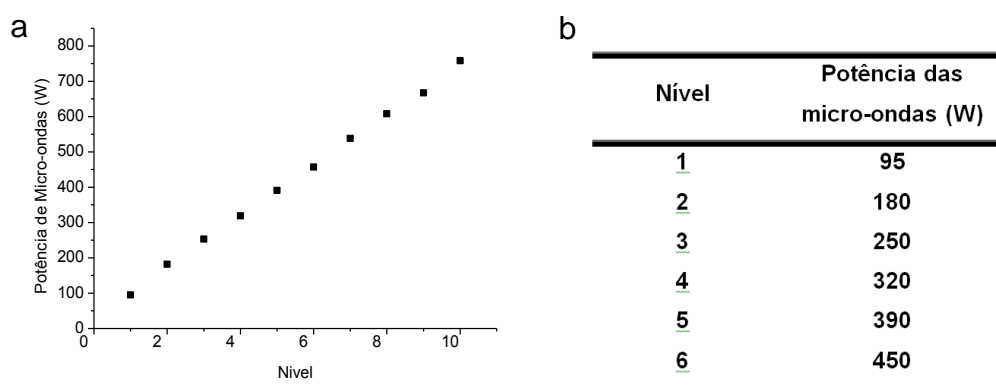 a
Potência de Micro-ondas (W)
800
700
600
500
400
300
200
100
0
0 2 4 6 8 10
Nivel
b
Nível Potência das micro-ondas (W)
1 95
2 180
3 250
4 320
5 390
6 450